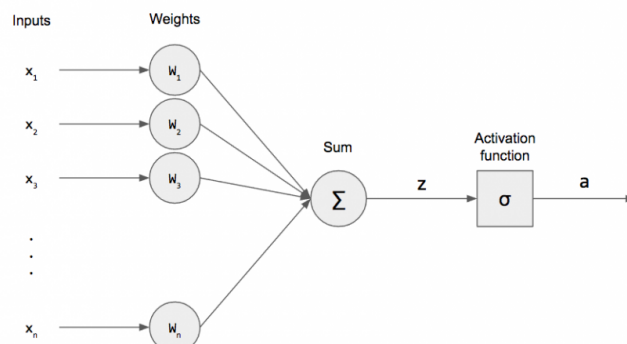 Inputs
Weights
x₁
W₁
x₂
W₂
Sum
Activation
function
x₃
W₃
Σ
z
σ
a
.
.
.
xₙ
Wₙ